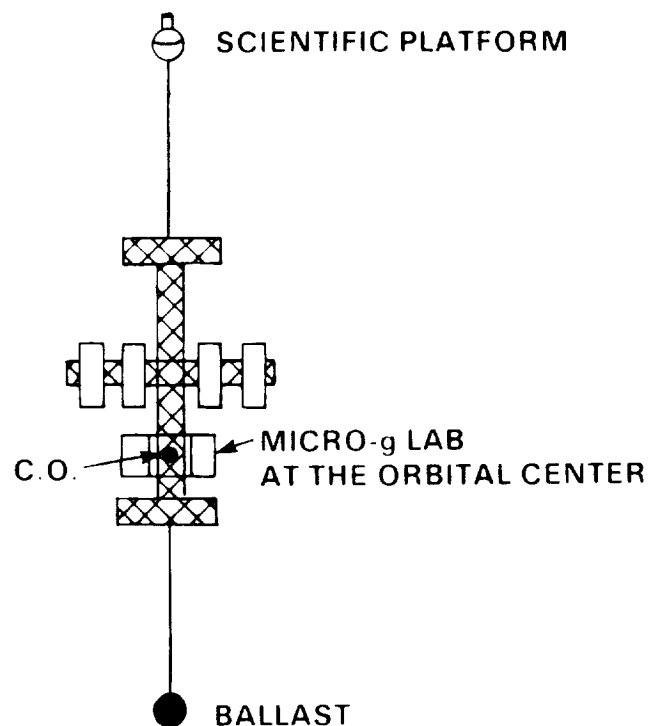 SCIENTIFIC PLATFORM
C.O.
MICRO-g LAB
AT THE ORBITAL CENTER
BALLAST